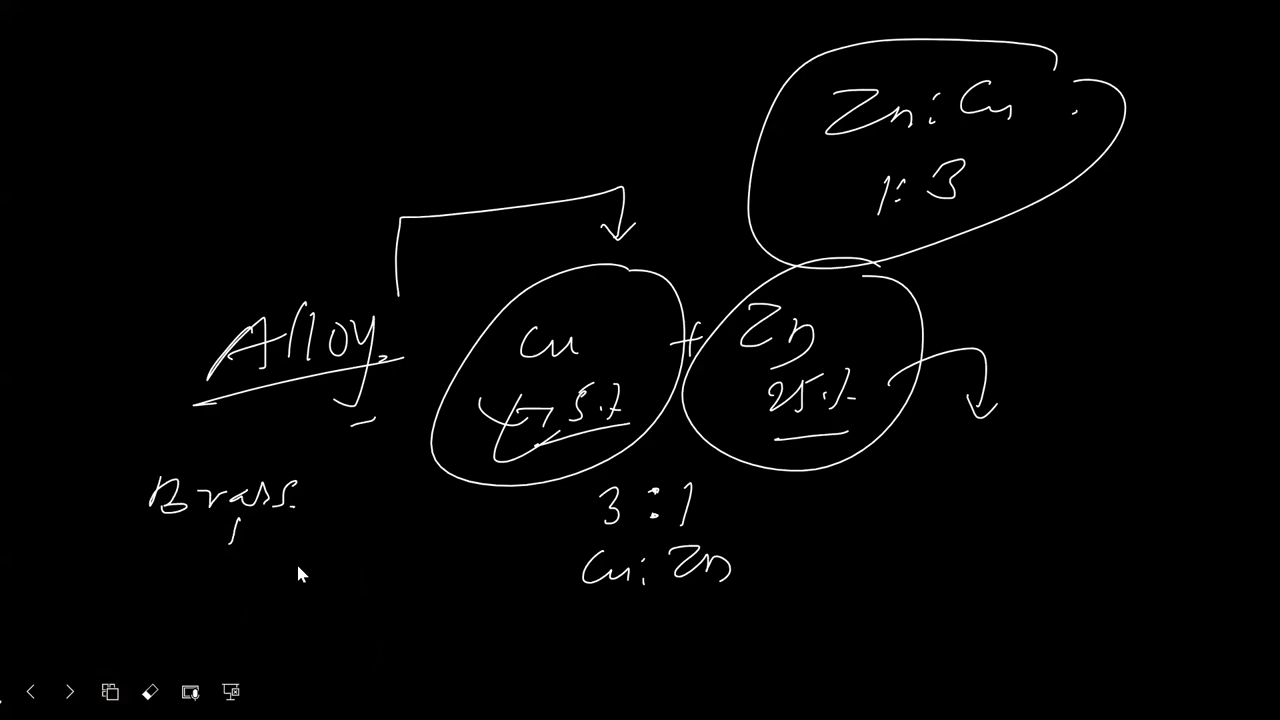 Zn : Cu
1 : 3
Alloy
Cu + Zn
75% 25%
Brass
3 : 1
Cu : Zn